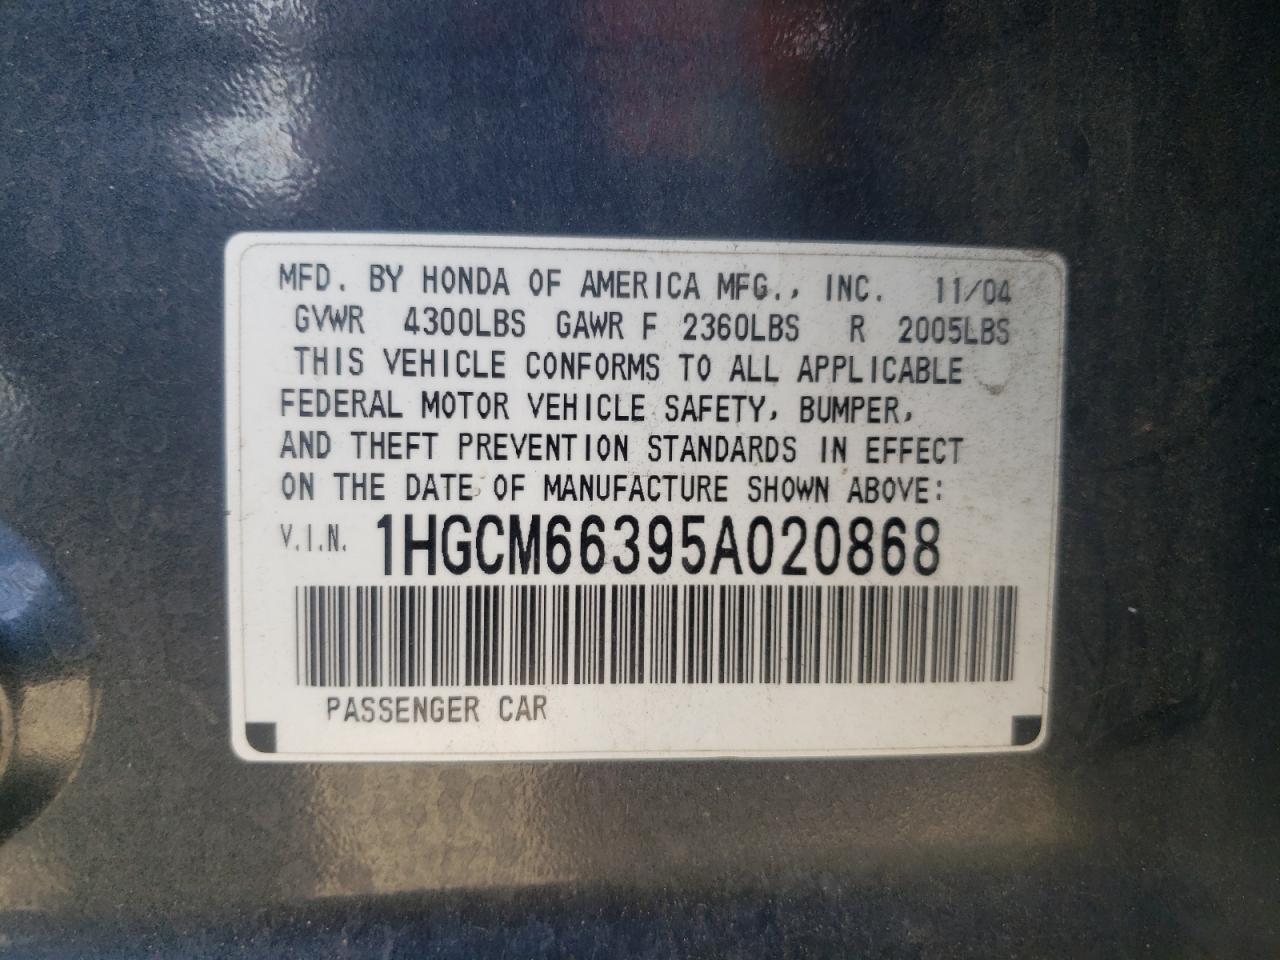 MFD. BY HONDA OF AMERICA MFG., INC. 11/04
GVWR 4300LBS GAWR F 2360LBS R 2005LBS
THIS VEHICLE CONFORMS TO ALL APPLICABLE
FEDERAL MOTOR VEHICLE SAFETY, BUMPER,
AND THEFT PREVENTION STANDARDS IN EFFECT
ON THE DATE OF MANUFACTURE SHOWN ABOVE:
V.I.N. 1HGCM66395A020868
PASSENGER CAR